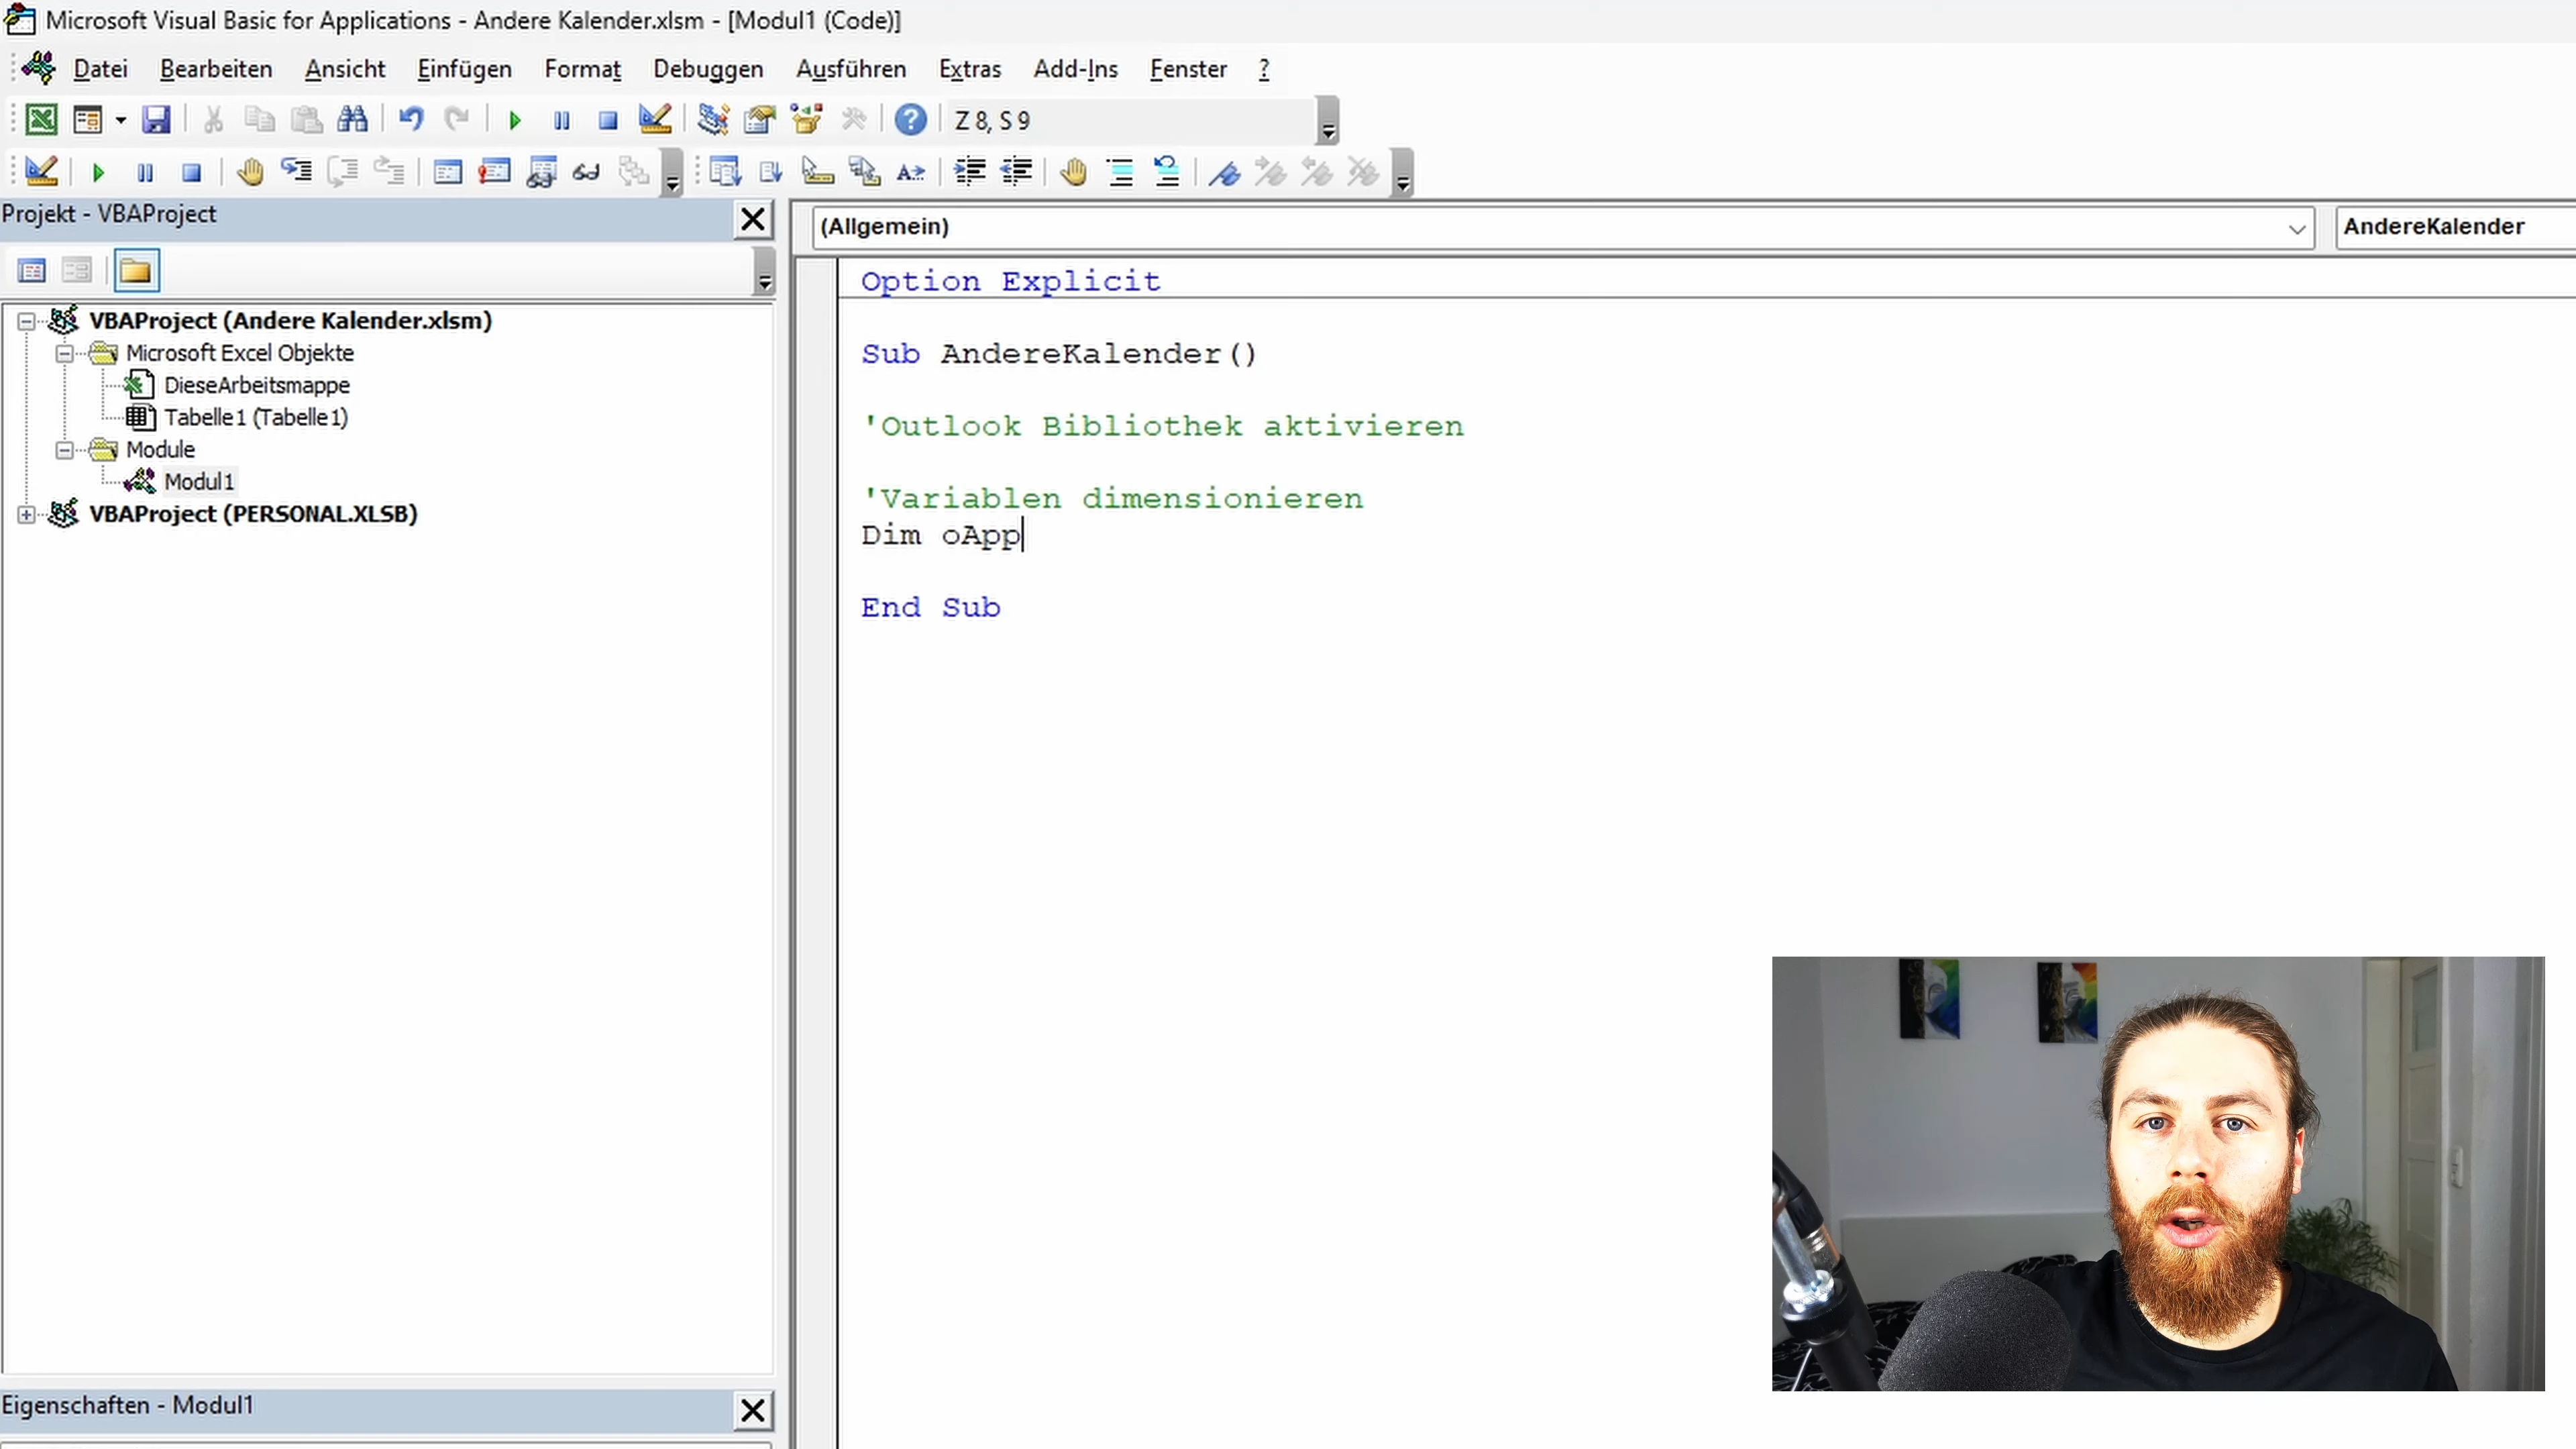 Microsoft Visual Basic for Applications - Andere Kalender.xlsm - [Modul1 (Code)]
Datei Bearbeiten Ansicht Einfügen Format Debuggen Ausführen Extras Add-Ins Fenster ?
Z 8, S 9
Projekt - VBAProject
(Allgemein)
AndereKalender
VBAProject (Andere Kalender.xlsm)
Microsoft Excel Objekte
DieseArbeitsmappe
Tabelle1 (Tabelle1)
Module
Modul1
VBAProject (PERSONAL.XLSB)
Option Explicit
Sub AndereKalender()
'Outlook Bibliothek aktivieren
'Variablen dimensionieren
Dim oApp
End Sub
Eigenschaften - Modul1